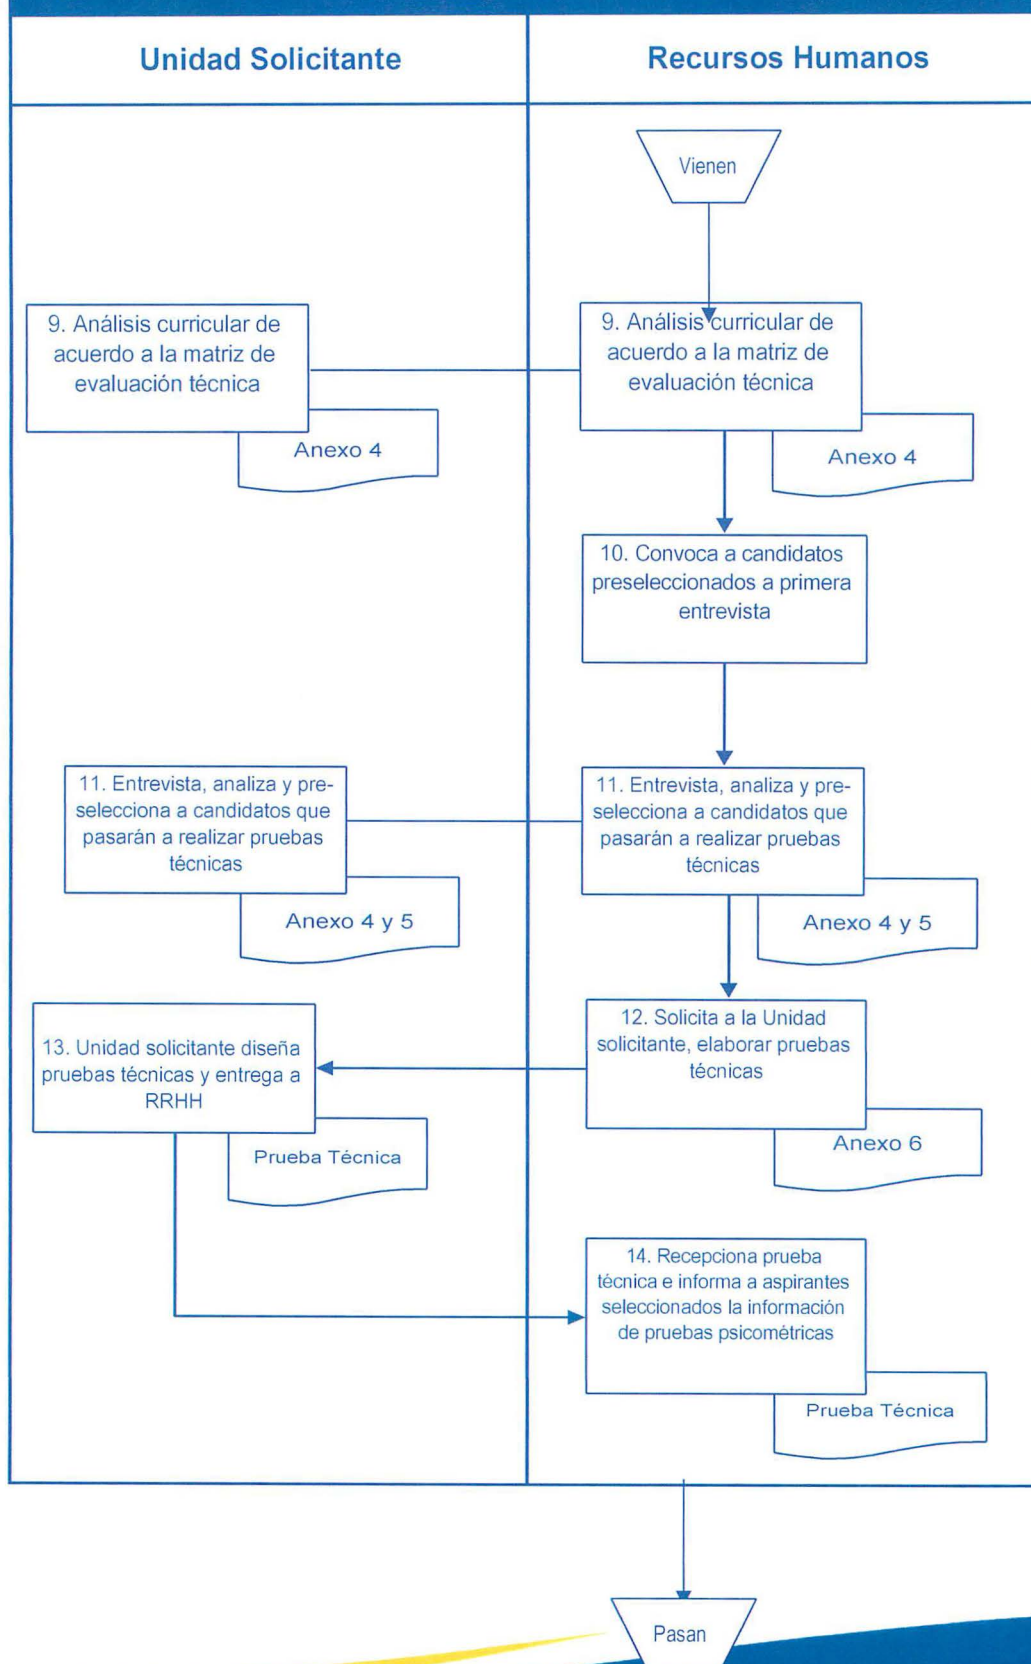 Unidad Solicitante
Recursos Humanos
Vienen
9. Análisis curricular de
acuerdo a la matriz de
evaluación técnica
Anexo 4
9. Análisis curricular de
acuerdo a la matriz de
evaluación técnica
Anexo 4
10. Convoca a candidatos
preseleccionados a primera
entrevista
11. Entrevista, analiza y pre-
selecciona a candidatos que
pasarán a realizar pruebas
técnicas
Anexo 4 y 5
11. Entrevista, analiza y pre-
selecciona a candidatos que
pasarán a realizar pruebas
técnicas
Anexo 4 y 5
12. Solicita a la Unidad
solicitante, elaborar pruebas
técnicas
Anexo 6
13. Unidad solicitante diseña
pruebas técnicas y entrega a
RRHH
Prueba Técnica
14. Recepciona prueba
técnica e informa a aspirantes
seleccionados la información
de pruebas psicométricas
Prueba Técnica
Pasan